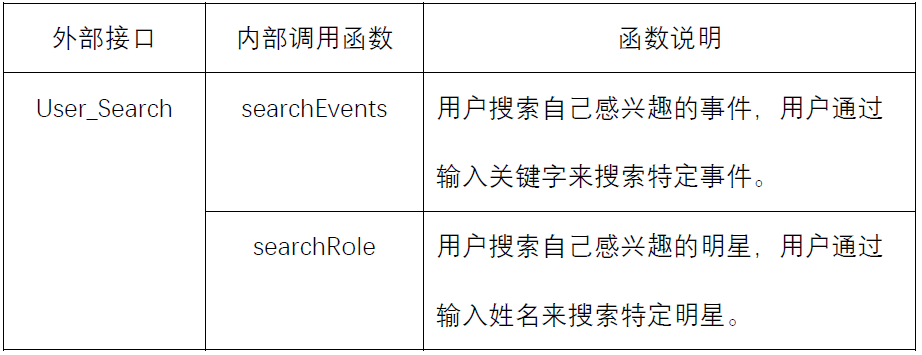 外部接口 内部调用函数 函数说明
User_Search searchEvents 用户搜索自己感兴趣的事件，用户通过
输入关键字来搜索特定事件。
searchRole 用户搜索自己感兴趣的明星，用户通过
输入姓名来搜索特定明星。